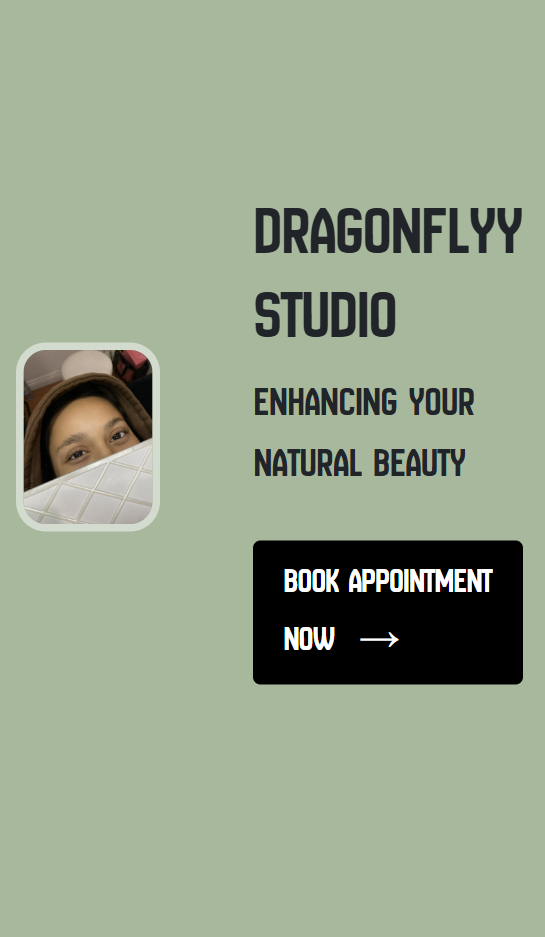 DRAGONFLYY
STUDIO
ENHANCING YOUR
NATURAL BEAUTY
BOOK APPOINTMENT
NOW →